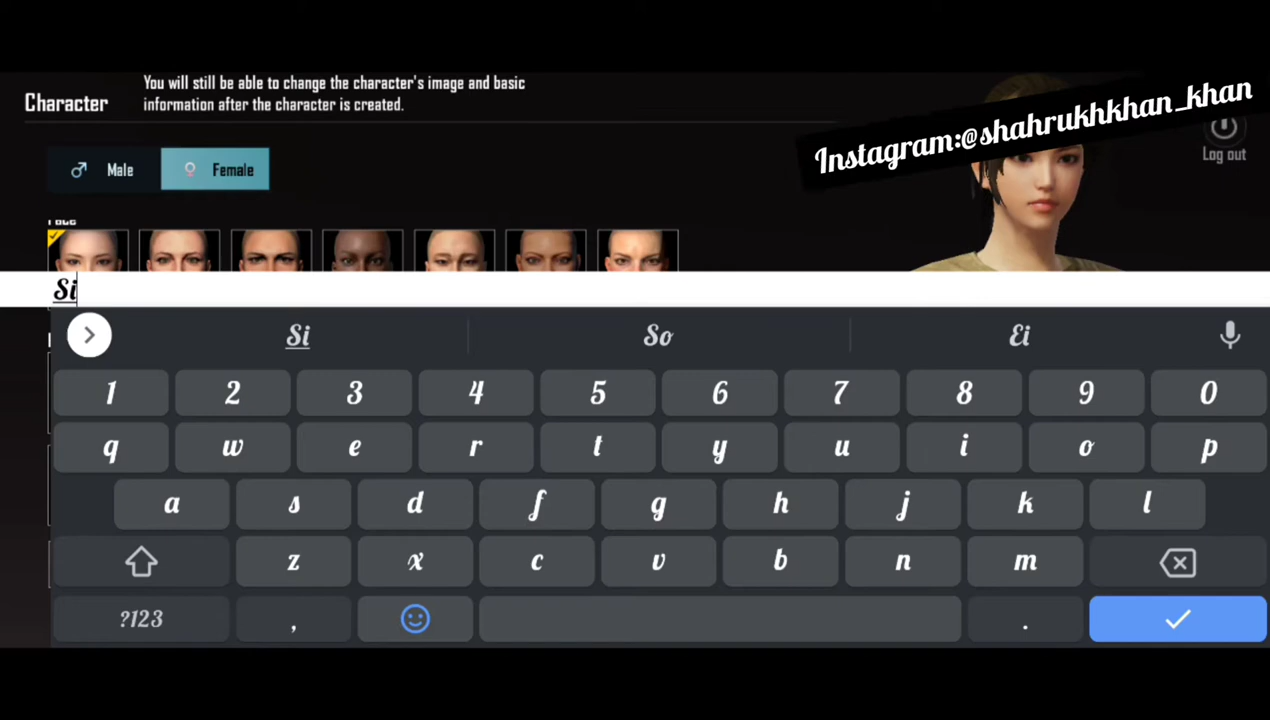 You will still be able to change the character's image and basic
information after the character is created.
Character
Instagram:@shahrukhkhan_khan
Log out
Male
Female
Face
Si
Si
So
Ei
1 2 3 4 5 6 7 8 9 0
q w e r t y u i o p
a s d f g h j k l
z x c v b n m
?123 , .